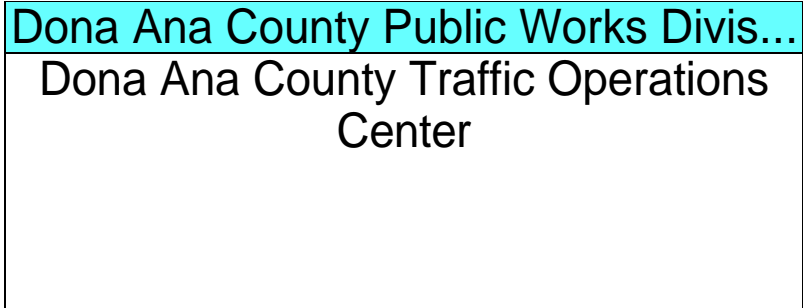 Dona Ana County Public Works Divis...
Dona Ana County Traffic Operations
Center